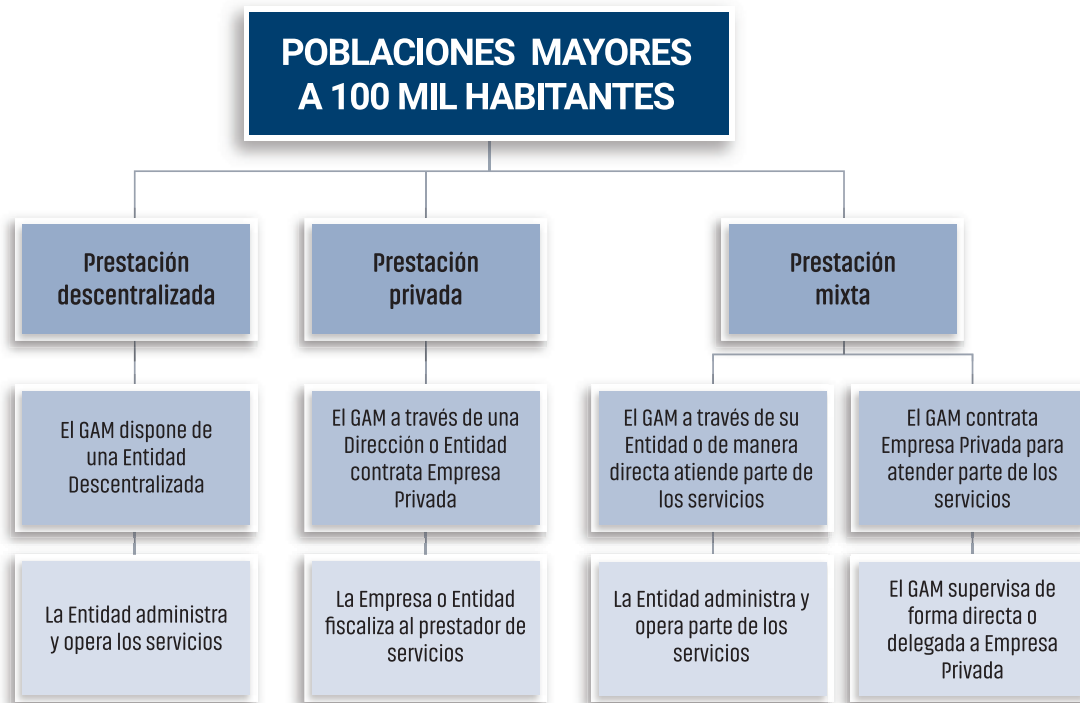 POBLACIONES MAYORES
A 100 MIL HABITANTES
Prestación
descentralizada
Prestación
privada
Prestación
mixta
El GAM dispone de
una Entidad
Descentralizada
El GAM a través de una
Dirección o Entidad
contrata Empresa
Privada
El GAM a través de su
Entidad o de manera
directa atiende parte de
los servicios
El GAM contrata
Empresa Privada para
atender parte de los
servicios
La Entidad administra
y opera los servicios
La Empresa o Entidad
fiscaliza al prestador de
servicios
La Entidad administra y
opera parte de los
servicios
El GAM supervisa de
forma directa o
delegada a Empresa
Privada